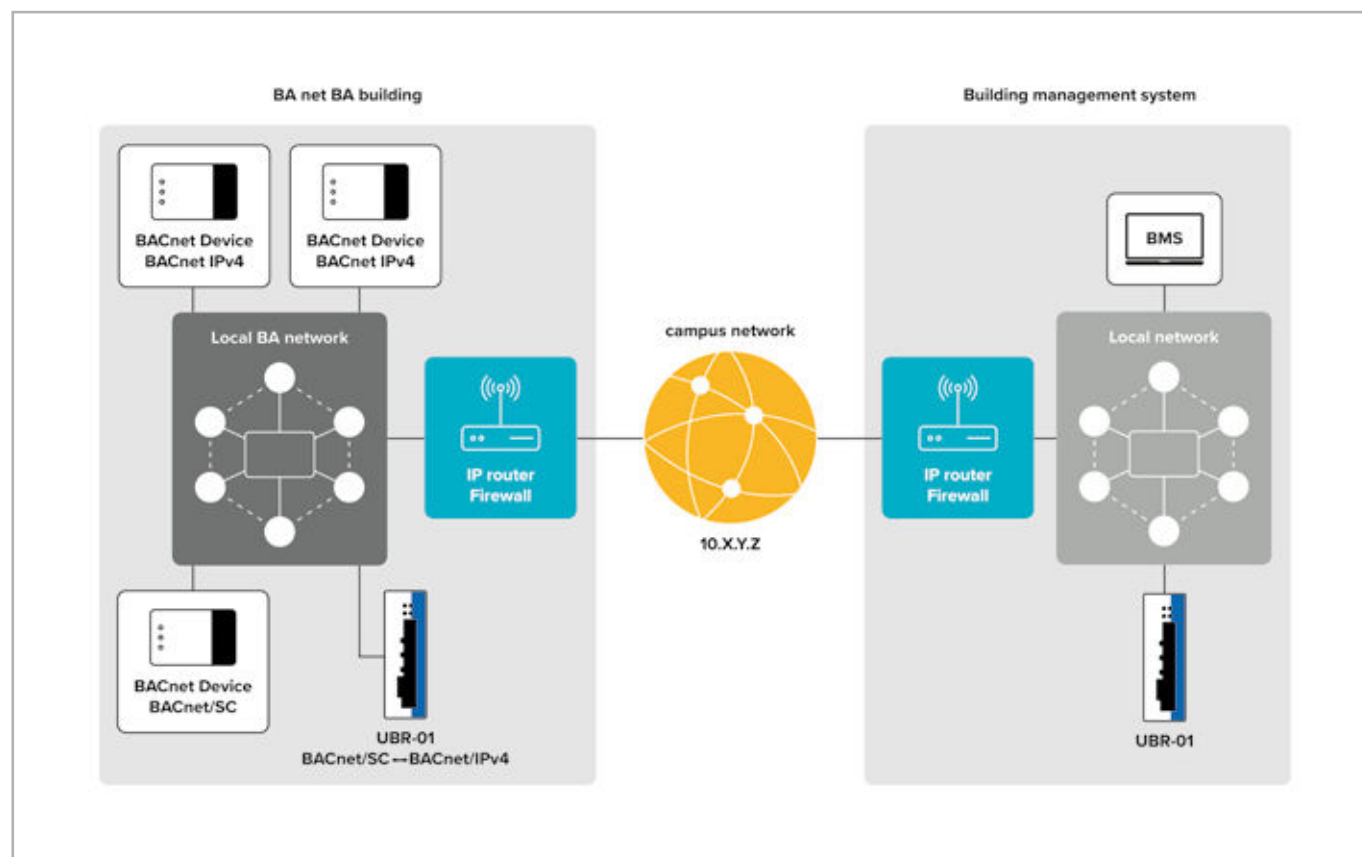 BA net BA building
Building management system
BACnet Device
BACnet IPv4
BACnet Device
BACnet IPv4
BMS
Local BA network
campus network
Local network
IP router
Firewall
IP router
Firewall
10.X.Y.Z
BACnet Device
BACnet/SC
UBR-01
BACnet/SC↔BACnet/IPv4
UBR-01